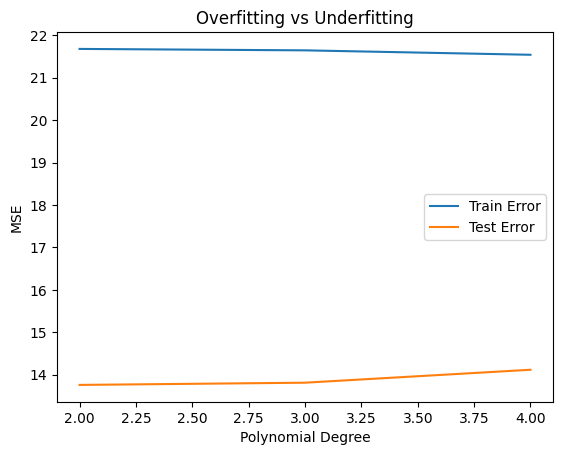 Overfitting vs Underfitting
22
21
20
19
18
17
16
15
14
MSE
Train Error
Test Error
2.00 2.25 2.50 2.75 3.00 3.25 3.50 3.75 4.00
Polynomial Degree